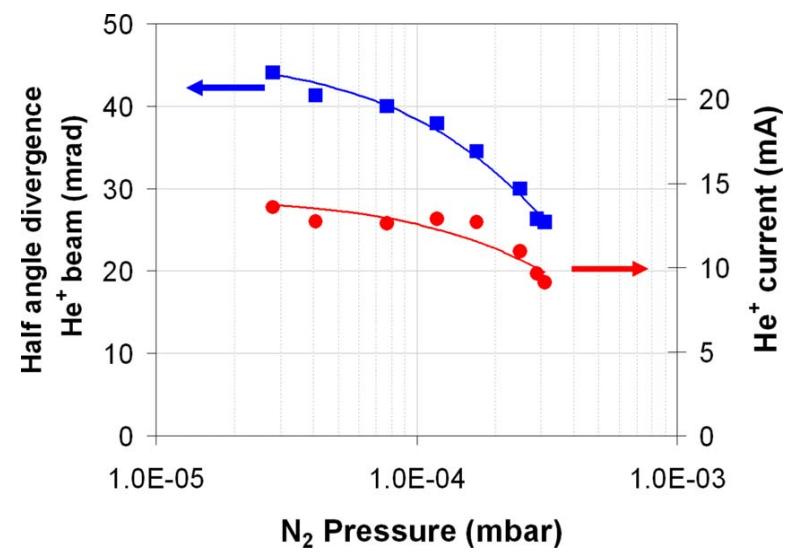 50
40
30
20
10
0
Half angle divergence
He+ beam (mrad)
20
15
10
5
0
He+ current (mA)
1.0E-05
1.0E-04
1.0E-03
N2 Pressure (mbar)